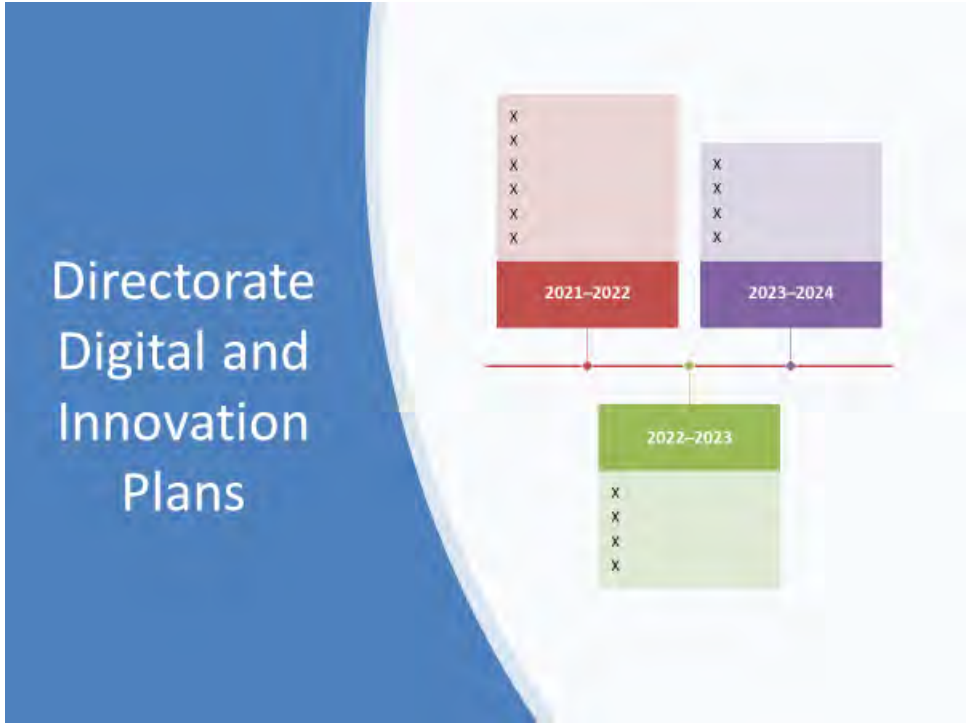 Directorate
Digital and
Innovation
Plans
X
X
X
X
X
X
2021–2022
X
X
X
X
2023–2024
2022–2023
X
X
X
X